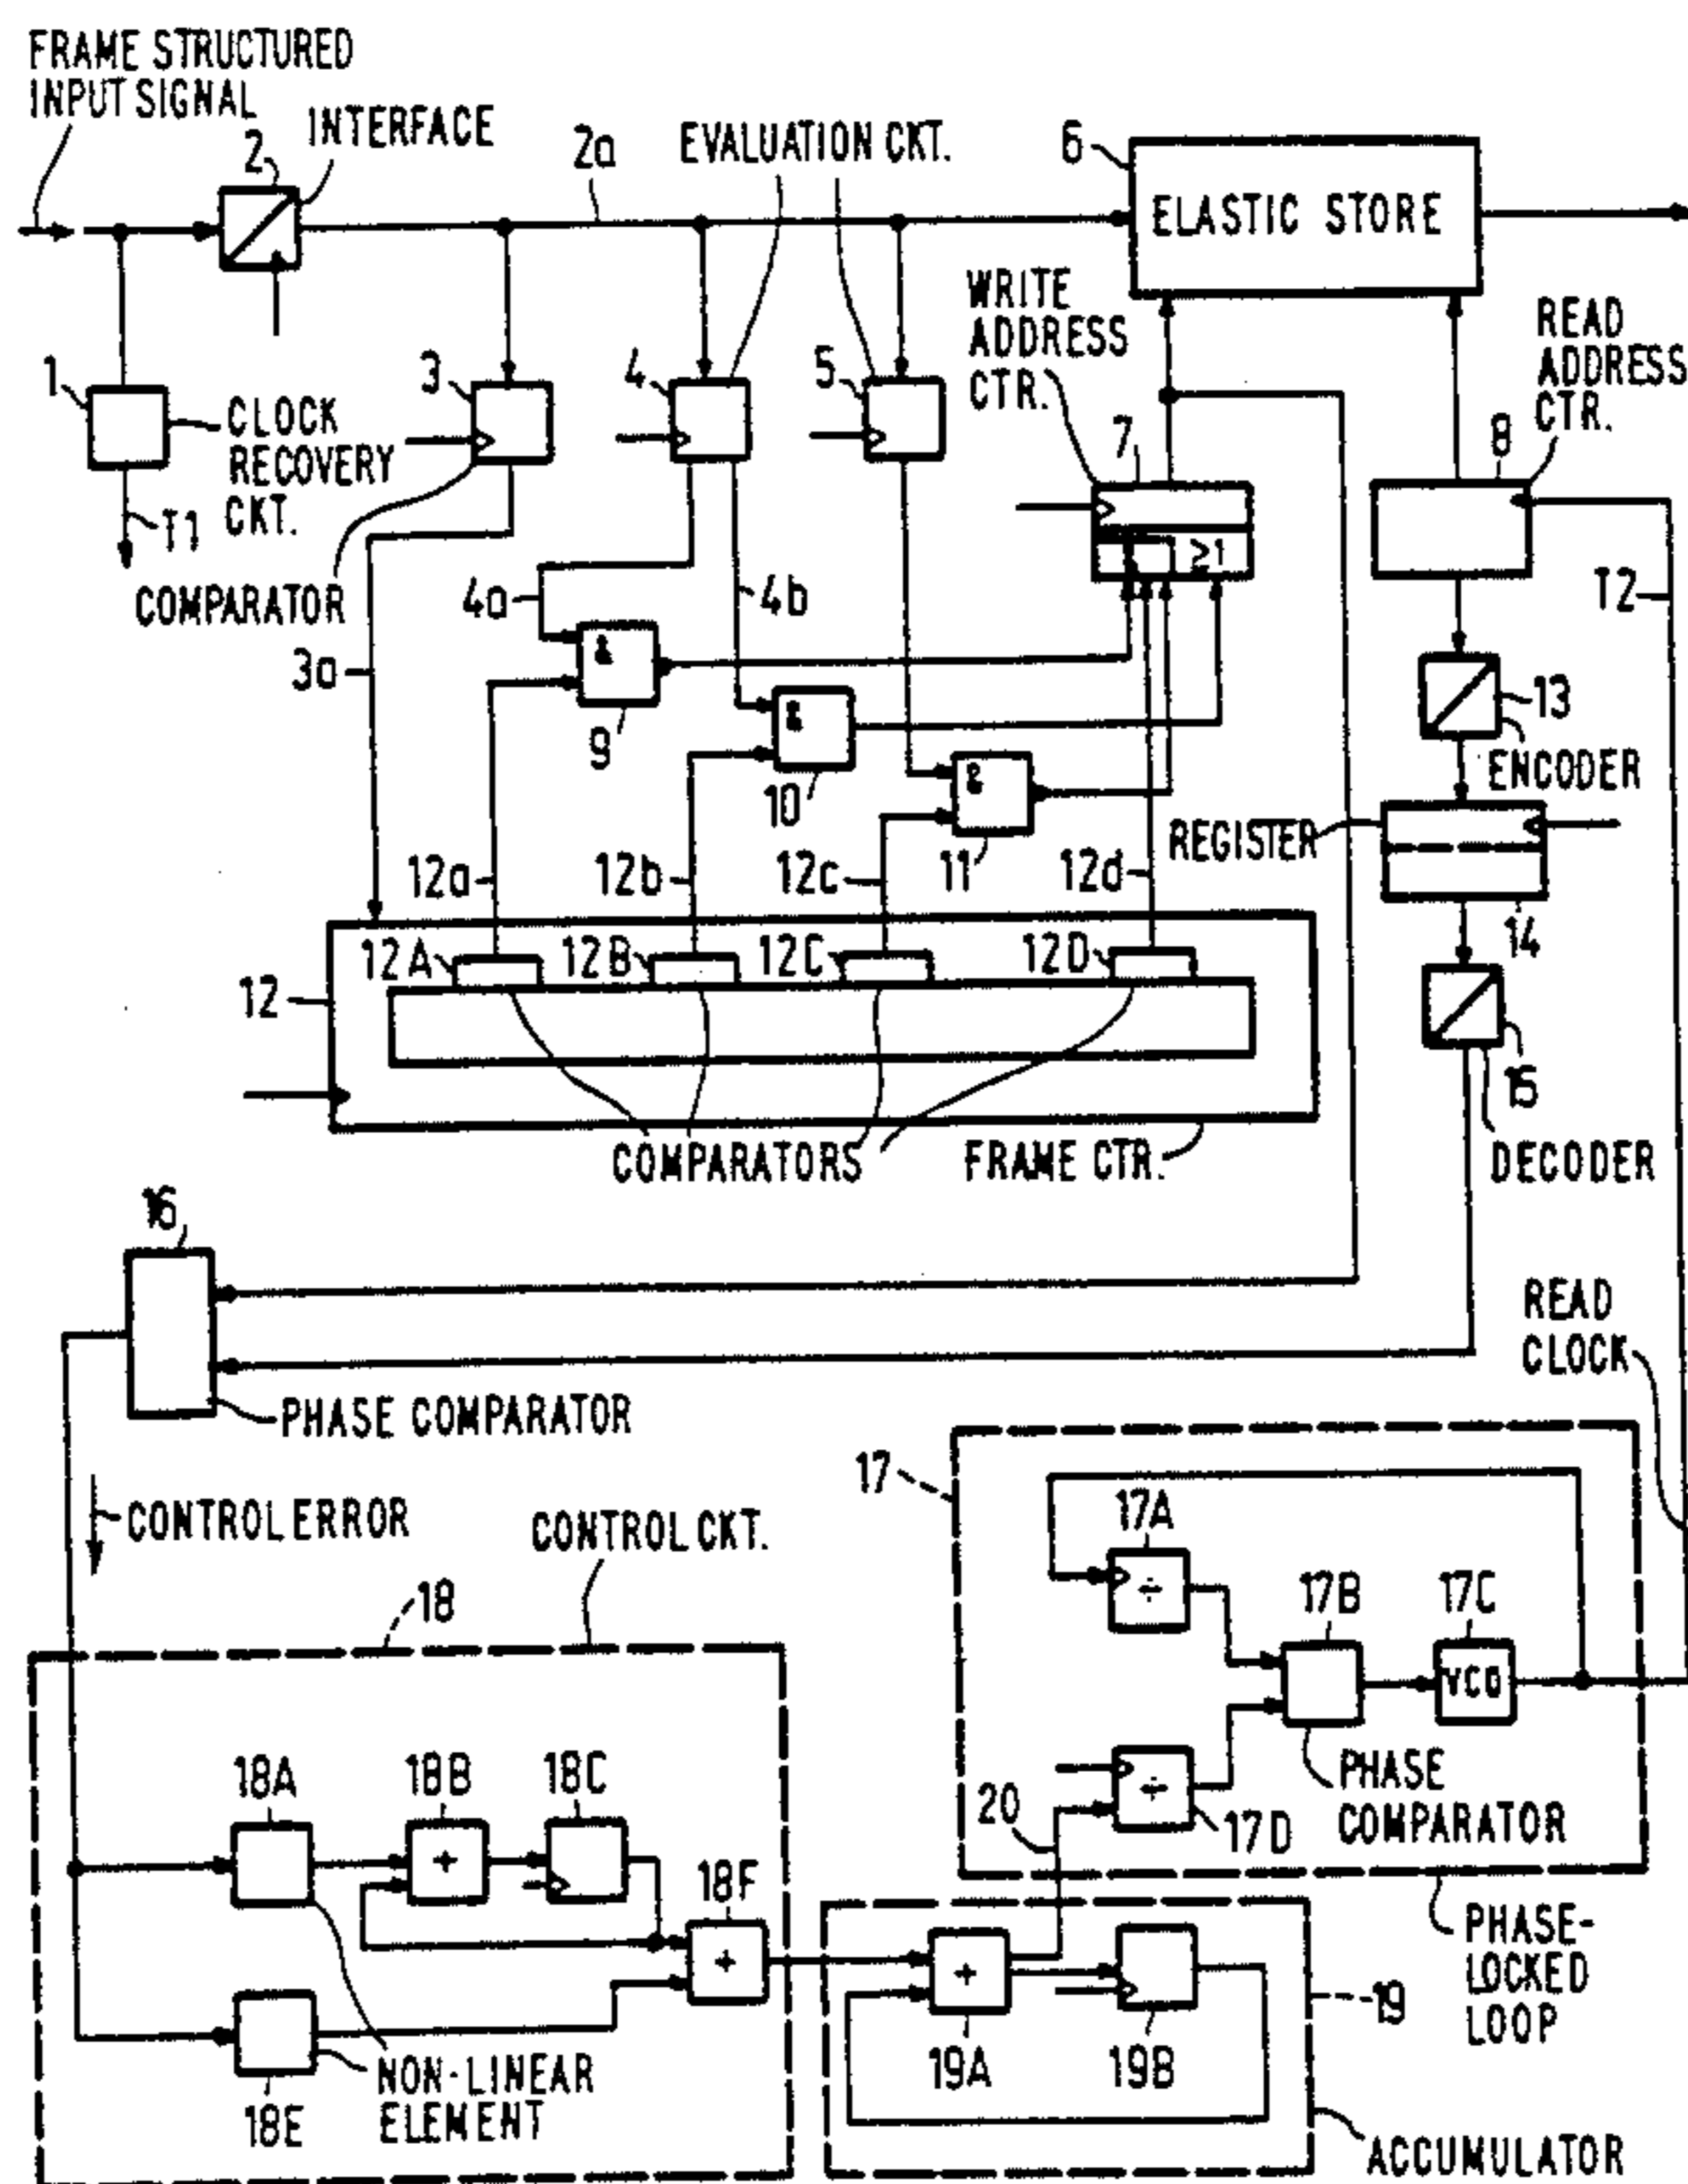 FRAME STRUCTURED
INPUT SIGNAL
2
INTERFACE
2a
EVALUATION CKT.
6
ELASTIC STORE
WRITE
ADDRESS
CTR.
READ
ADDRESS
CTR.
1
CLOCK
RECOVERY
CKT.
T1
3
4
5
7
8
≥1
T2
COMPARATOR
4a
4b
3a
&
9
&
10
&
11
13
ENCODER
REGISTER
14
12a
12b
12c
12d
12A
12B
12C
12D
12
15
DECODER
COMPARATORS
FRAME CTR.
16
PHASE COMPARATOR
READ
CLOCK
CONTROL ERROR
CONTROL CKT.
18
17
17A
÷
17B
17C
VCO
PHASE
COMPARATOR
÷
17D
20
18A
18B
+
18C
18F
+
18E
NON-LINEAR
ELEMENT
19A
+
19B
19
PHASE-
LOCKED
LOOP
ACCUMULATOR